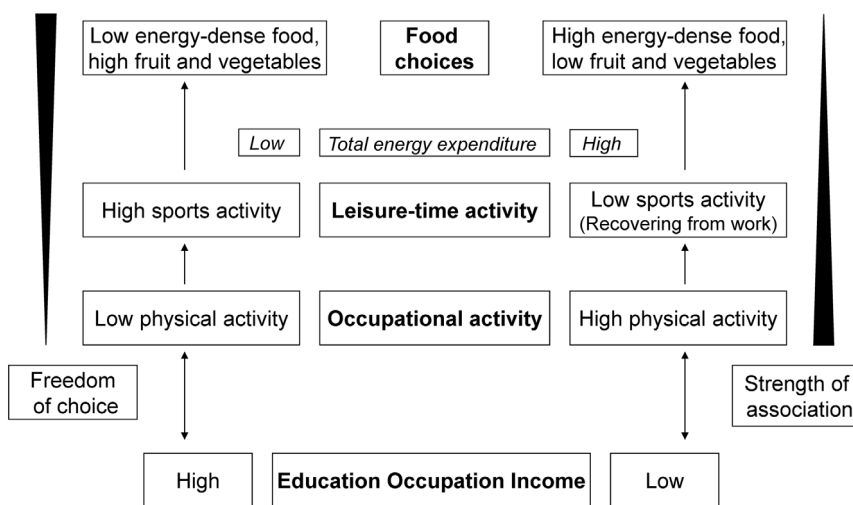 Low energy-dense food,
high fruit and vegetables
Food
choices
High energy-dense food,
low fruit and vegetables
Low
Total energy expenditure
High
High sports activity
Leisure-time activity
Low sports activity
(Recovering from work)
Low physical activity
Occupational activity
High physical activity
Freedom
of choice
Strength of
association
High
Education Occupation Income
Low